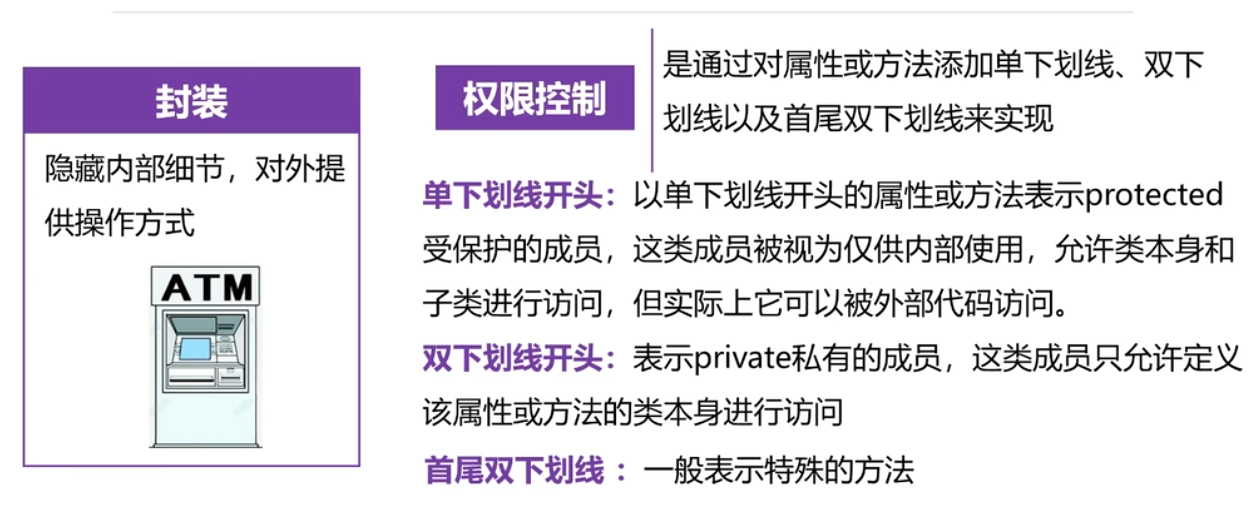 封装
隐藏内部细节，对外提
供操作方式
ATM
权限控制
是通过对属性或方法添加单下划线、双下
划线以及首尾双下划线来实现
单下划线开头：以单下划线开头的属性或方法表示protected
受保护的成员，这类成员被视为仅供内部使用，允许类本身和
子类进行访问，但实际上它可以被外部代码访问。
双下划线开头：表示private私有的成员，这类成员只允许定义
该属性或方法的类本身进行访问
首尾双下划线 ：一般表示特殊的方法